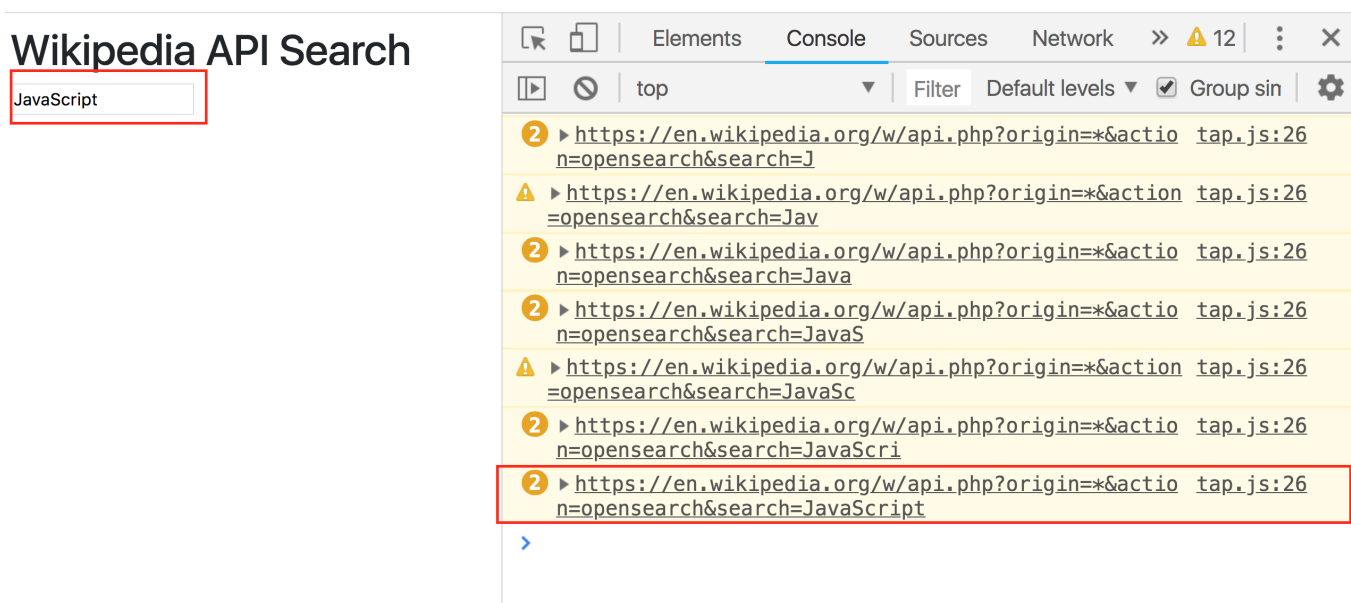 Wikipedia API Search
JavaScript
Elements Console Sources Network » 12
top Filter Default levels Group sin
2 https://en.wikipedia.org/w/api.php?origin=*&actio tap.js:26
n=opensearch&search=J
https://en.wikipedia.org/w/api.php?origin=*&action tap.js:26
=opensearch&search=Jav
2 https://en.wikipedia.org/w/api.php?origin=*&actio tap.js:26
n=opensearch&search=Java
2 https://en.wikipedia.org/w/api.php?origin=*&actio tap.js:26
n=opensearch&search=JavaS
https://en.wikipedia.org/w/api.php?origin=*&action tap.js:26
=opensearch&search=JavaSc
2 https://en.wikipedia.org/w/api.php?origin=*&actio tap.js:26
n=opensearch&search=JavaScri
2 https://en.wikipedia.org/w/api.php?origin=*&actio tap.js:26
n=opensearch&search=JavaScript